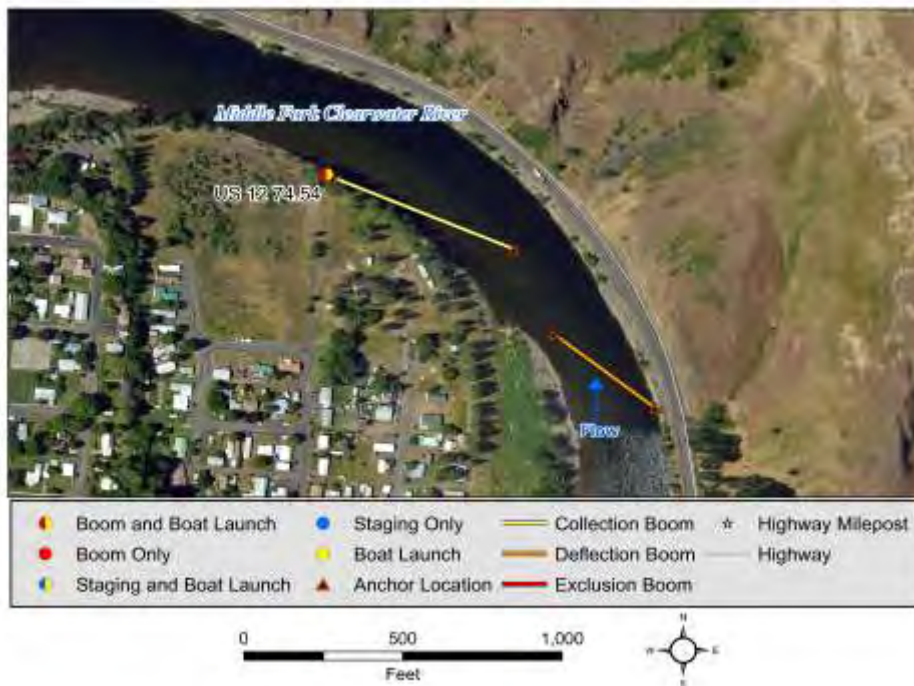 Middle Fork Clearwater River
US 12 74.54
Flow
Boom and Boat Launch
Staging Only
Collection Boom
Highway Milepost
Boom Only
Boat Launch
Deflection Boom
Highway
Staging and Boat Launch
Anchor Location
Exclusion Boom
0
500
1,000
Feet
N
W
E
S